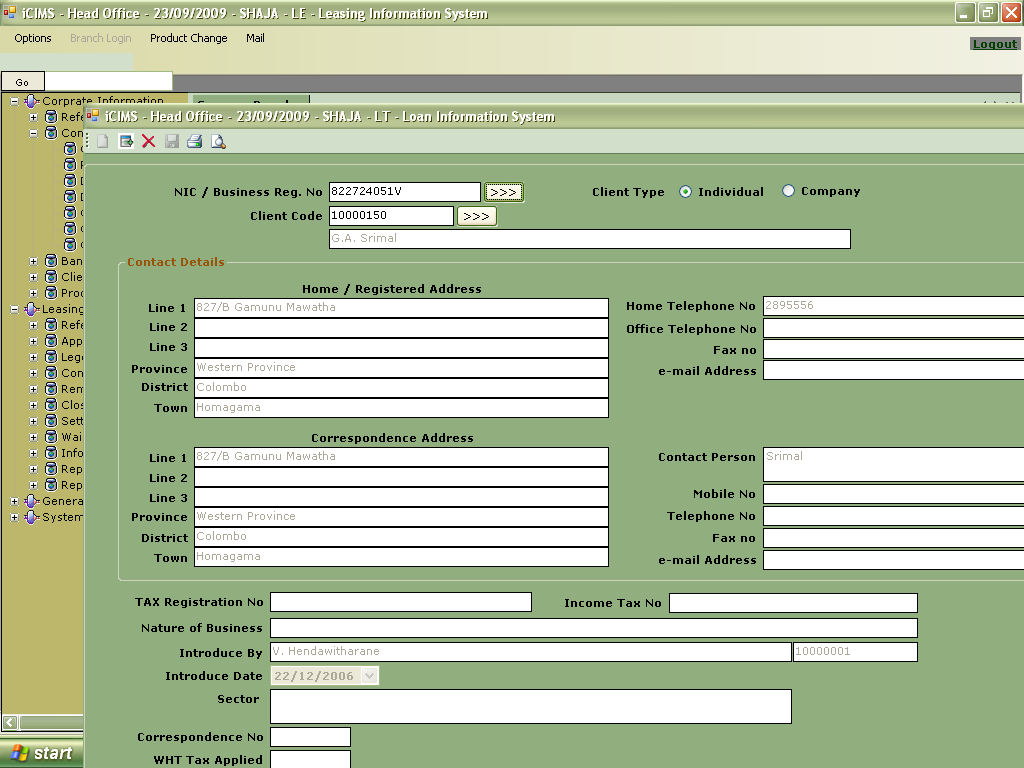 iCIMS - Head Office - 23/09/2009 - SHAJA - LE - Leasing Information System
Options Branch Login Product Change Mail
Logout
Go
Corprate Information
Refe
Con
Ban
Clie
Proc
Leasing
Refe
App
Lege
Con
Ren
Clos
Sett
Wai
Info
Rep
Rep
Genera
System
start
iCIMS - Head Office - 23/09/2009 - SHAJA - LT - Loan Information System
NIC / Business Reg. No 822724051V >>> Client Type Individual Company
Client Code 10000150 >>>
G.A. Srimal
Contact Details
Home / Registered Address
Line 1 827/B Gamunu Mawatha Home Telephone No 2895556
Line 2 Office Telephone No
Line 3 Fax no
Province Western Province e-mail Address
District Colombo
Town Homagama
Correspondence Address
Line 1 827/B Gamunu Mawatha Contact Person Srimal
Line 2
Line 3 Mobile No
Province Western Province Telephone No
District Colombo Fax no
Town Homagama e-mail Address
TAX Registration No Income Tax No
Nature of Business
Introduce By V. Hendawitharane 10000001
Introduce Date 22/12/2006
Sector
Correspondence No
WHT Tax Applied